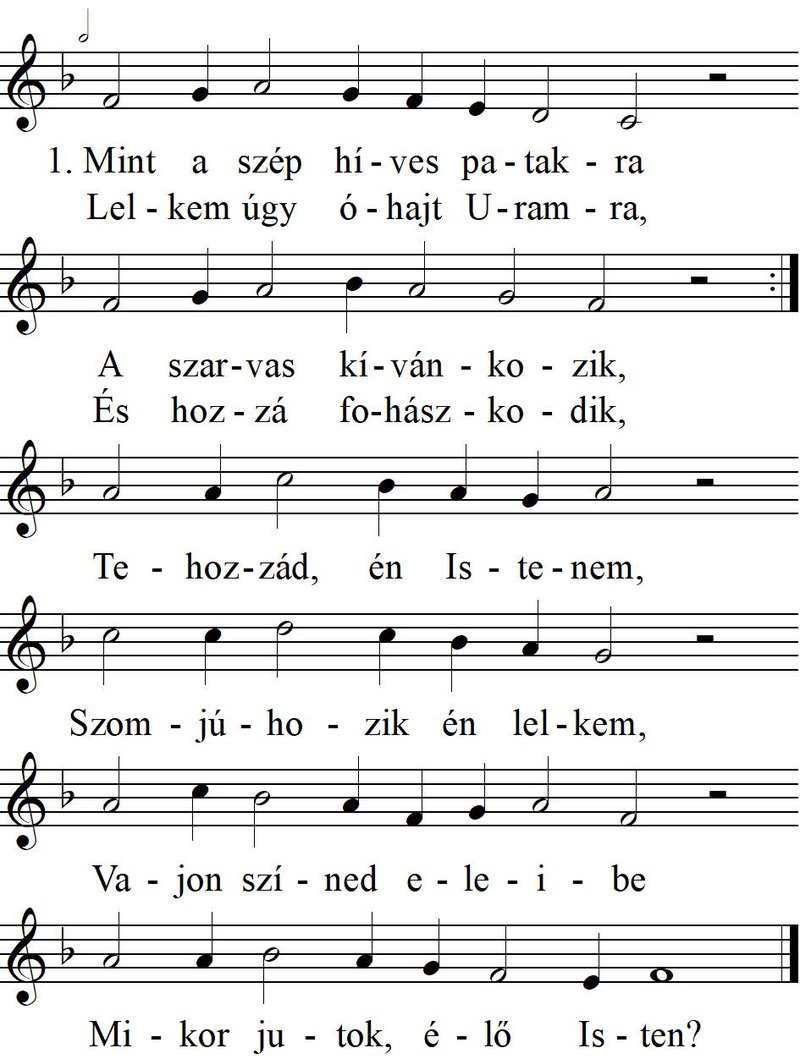 1. Mint a szép hí - ves pa - tak - ra
Lel - kem úgy ó - hajt U - ram - ra,
A szar - vas kí - ván - ko - zik,
És hoz - zá fo - hász - ko - dik,
Te - hoz - zád, én Is - te - nem,
Szom - jú - ho - zik én lel - kem,
Va - jon szí - ned e - le - i - be
Mi - kor ju - tok, é - lő Is - ten?